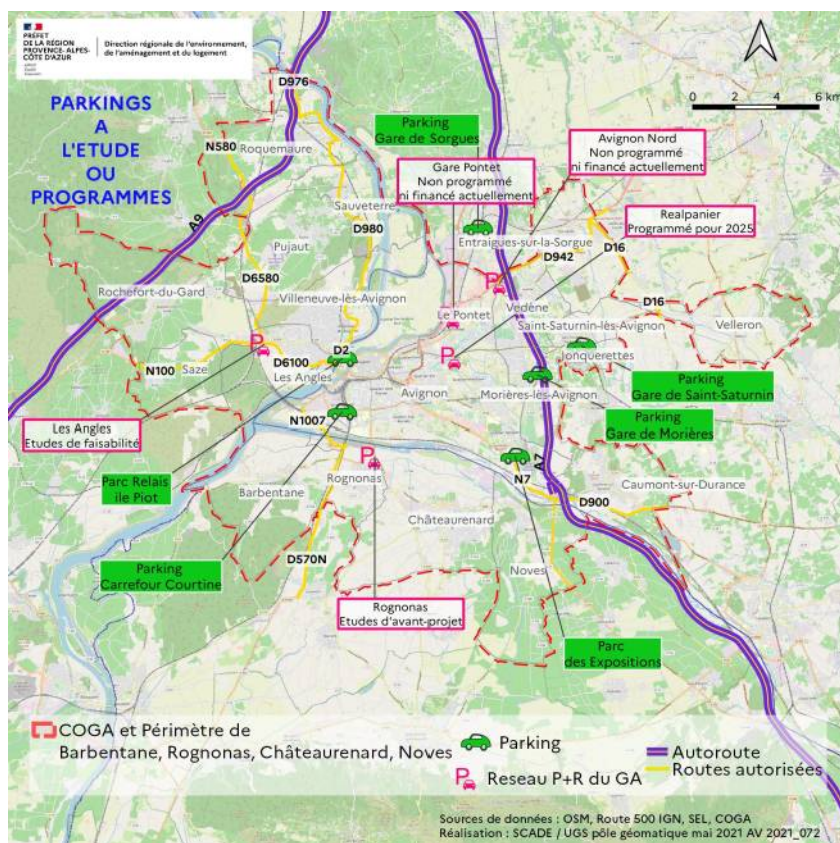 PRÉFET
DE LA RÉGION
PROVENCE-ALPES-
CÔTE D'AZUR
Direction régionale de l'environnement,
de l'aménagement et du logement
PARKINGS
A
L'ETUDE
OU
PROGRAMMES
0 2 4 6 km
D976
Parking
Gare de Sorgues
Avignon Nord
Non programmé
ni financé actuellement
Gare Pontet
Non programmé
ni financé actuellement
Realpanier
Programmé pour 2025
N580
Roquemaure
A9
Sauveterre
D980
Pujaut
Entraigues-sur-la-Sorgue
D942
D16
D6580
Rochefort-du-Gard
Villeneuve-lès-Avignon
Vedène
Le Pontet
Saint-Saturnin-lès-Avignon
D16
Velleron
Jonquerettes
N100
Saze
D6100
D2
Les Angles
Avignon
Morières-lès-Avignon
Parking
Gare de Saint-Saturnin
Parking
Gare de Morières
Les Angles
Etudes de faisabilité
N1007
Parc Relais
ile Piot
Barbentane
Rognonas
A7
N7
D900
Caumont-sur-Durance
Châteaurenard
Noves
Parking
Carrefour Courtine
D570N
Rognonas
Etudes d'avant-projet
Parc
des Expositions
COGA et Périmètre de
Barbentane, Rognonas, Châteaurenard, Noves
Parking
P Reseau P+R du GA
Autoroute
Routes autorisées
Sources de données : OSM, Route 500 IGN, SEL, COGA
Réalisation : SCADE / UGS pôle géomatique mai 2021 AV 2021_072